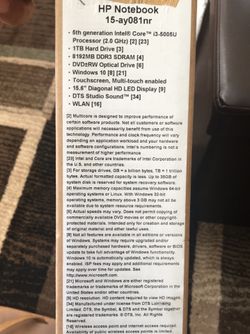 HP Notebook
15-ay081nr
• 5th generation Intel® Core™ i3-5005U
Processor (2.0 GHz) [2] [23]
• 1TB Hard Drive [3]
• 8192MB DDR3 SDRAM [4]
• DVD±RW Optical Drive [6]
• Windows 10 [8] [21]
• Touchscreen, Multi-touch enabled
• 15.6" Diagonal HD LED Display [9]
• DTS Studio Sound™ [34]
• WLAN [16]
[2] Multicore is designed to improve performance of
certain software products. Not all customers or software
applications will necessarily benefit from use of this
technology. Performance and clock frequency will vary
depending on application workload and your hardware
and software configurations. Intel's numbering is not a
measurement of higher performance.
[23] Intel and Core are trademarks of Intel Corporation in
the U.S. and other countries.
[3] For storage drives, GB = a billion bytes, TB = 1 trillion
bytes. Actual formatted capacity is less. Up to 30GB of
system disk is reserved for system recovery software.
[4] Maximum memory capacities assume Windows 64-bit
operating systems or Linux. With Windows 32-bit
operating systems, memory above 3 GB may not all be
available due to system resource requirements.
[6] Actual speeds may vary. Does not permit copying of
commercially available DVD movies or other copyright
protected materials. Intended only for creation and storage
of original material and other lawful uses.
[8] Not all features are available in all editions or versions
of Windows. Systems may require upgraded and/or
separately purchased hardware, drivers, software or BIOS
update to take full advantage of Windows functionality.
Windows 10 is automatically updated, which is always
enabled. ISP fees may apply and additional requirements
may apply over time for updates. See
http://www.microsoft.com.
[21] Microsoft and Windows are either registered
trademarks or trademarks of Microsoft Corporation in the
United States and/or other countries.
[9] HD resolution. HD content required to view HD images.
[34] Manufactured under license from DTS Licensing
Limited. DTS, the Symbol, & DTS and the Symbol together
are registered trademarks. © DTS, Inc. All Rights
Reserved.
[16] Wireless access point and internet access required.
Availability of public wireless access points is limited.